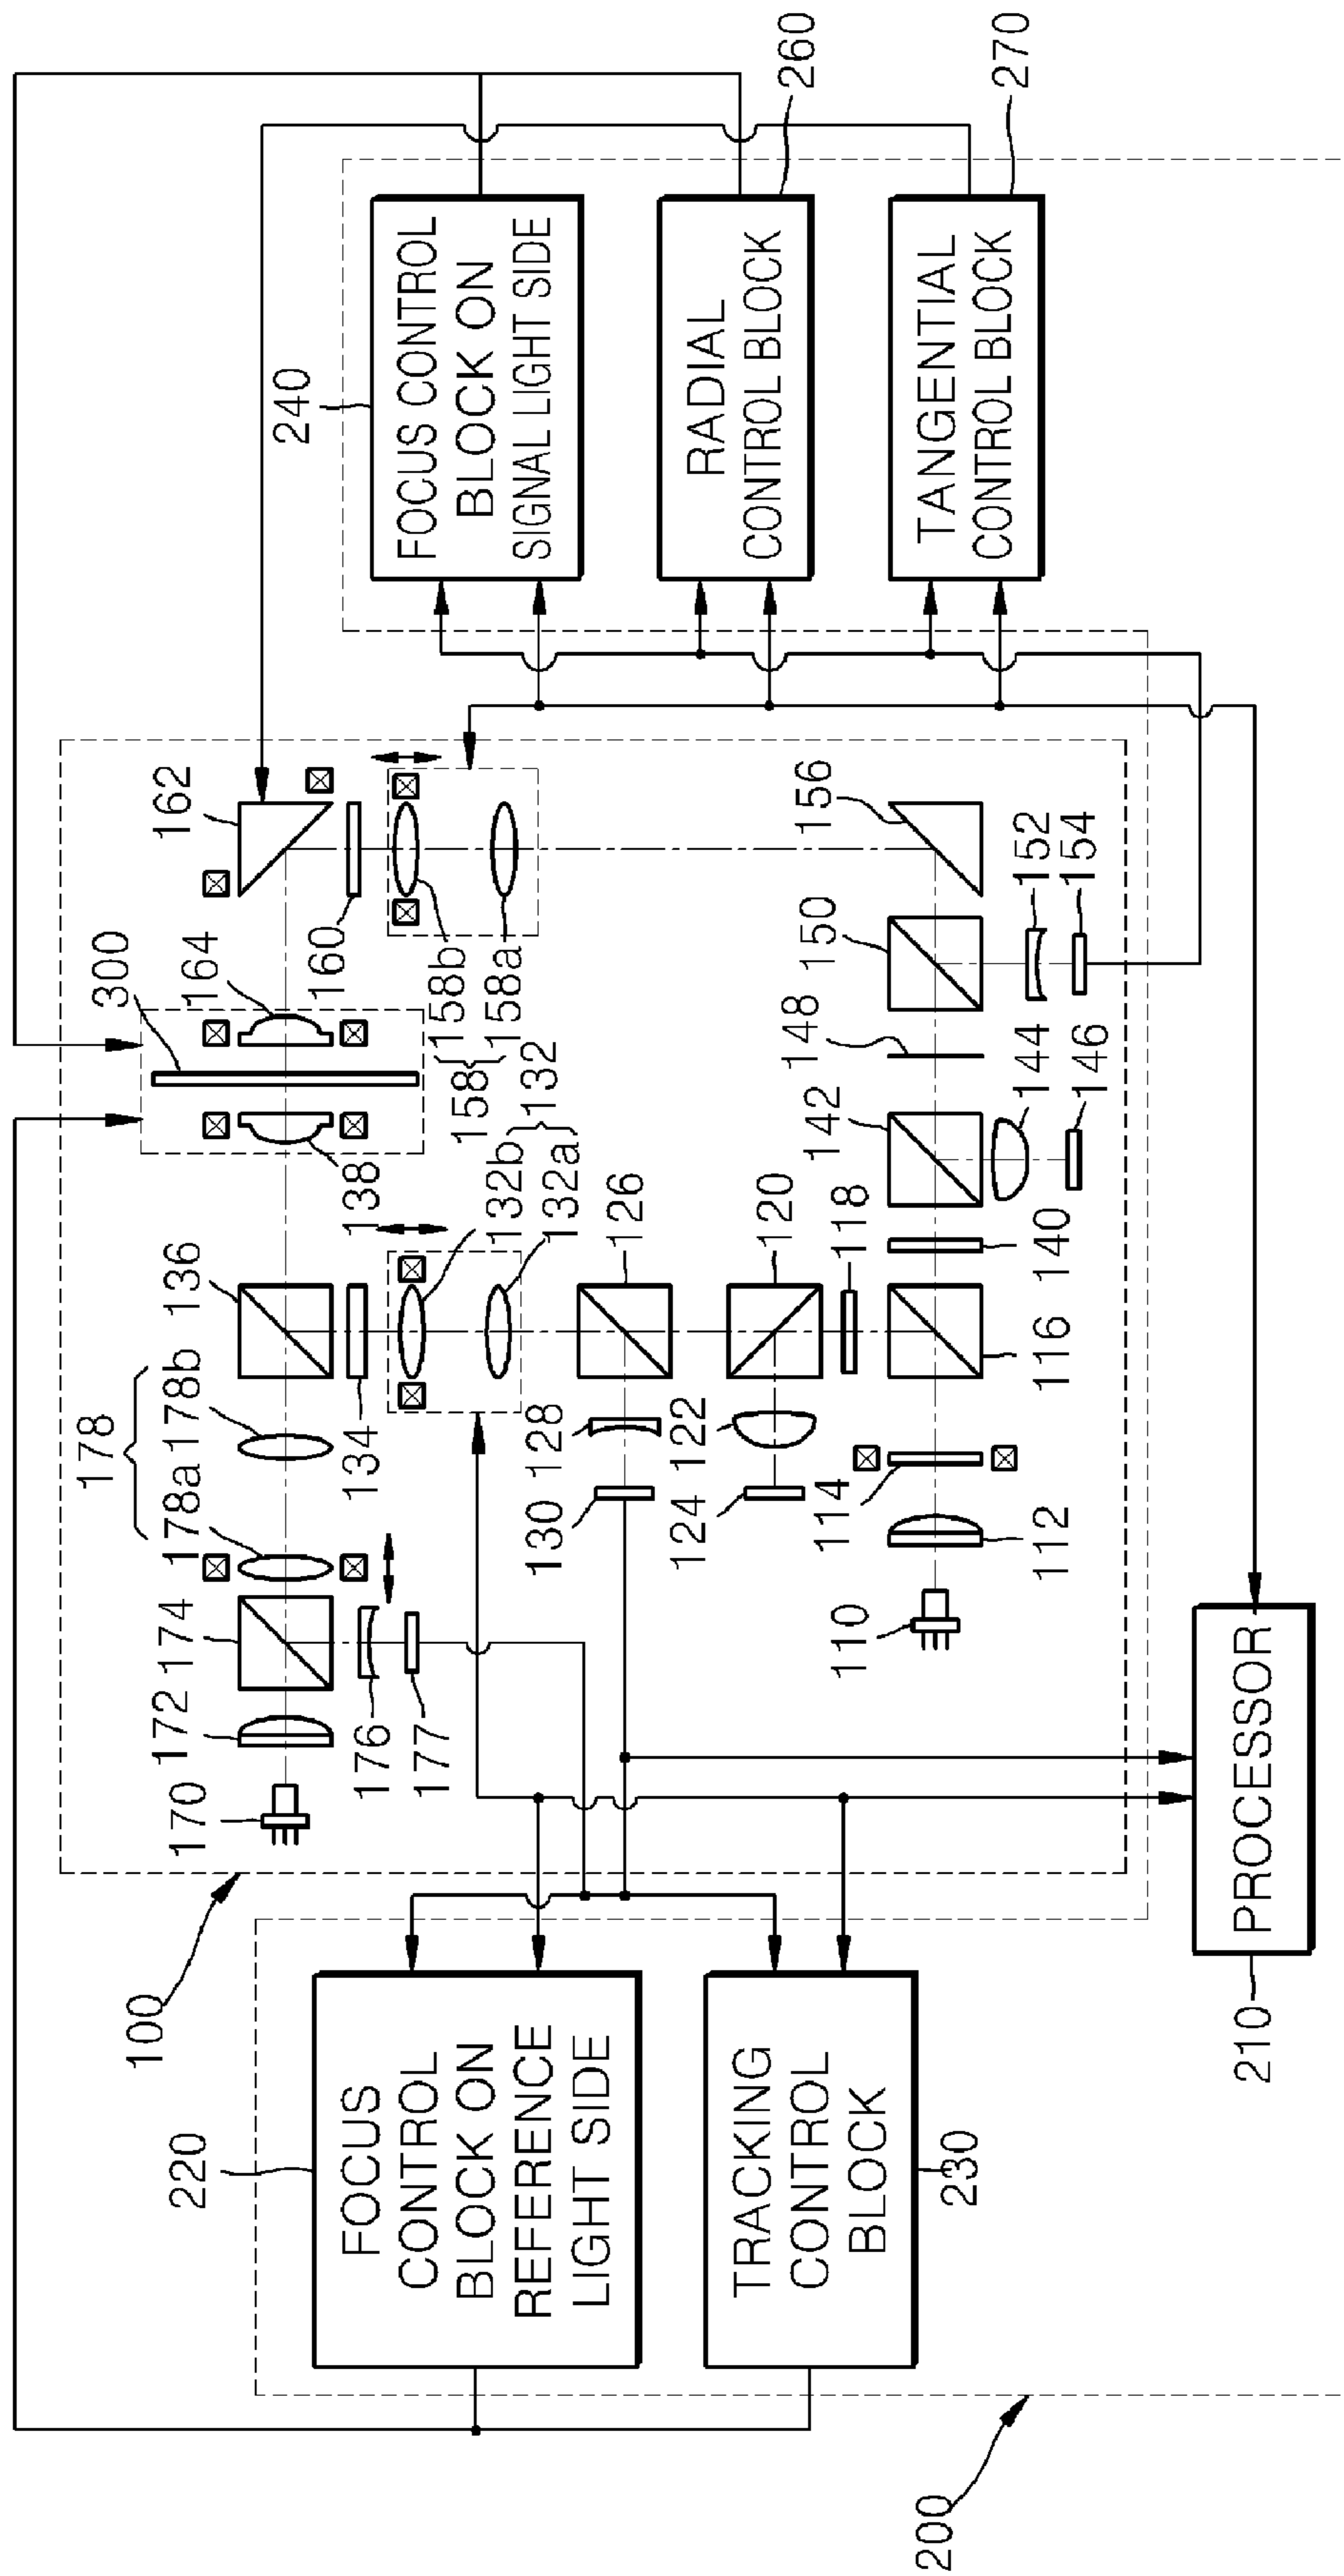 100
200
220
FOCUS
CONTROL
BLOCK ON
REFERENCE
LIGHT SIDE
TRACKING
CONTROL
BLOCK
230
210
PROCESSOR
170
172
174
176
177
178
178a
178b
136
134
138
300
164
162
160
158
158b
158a
132
132b
132a
126
128
130
120
122
124
118
110
112
114
116
140
142
144
146
148
150
152
154
156
240
FOCUS CONTROL
BLOCK ON
SIGNAL LIGHT SIDE
RADIAL
CONTROL BLOCK
260
TANGENTIAL
CONTROL BLOCK
270